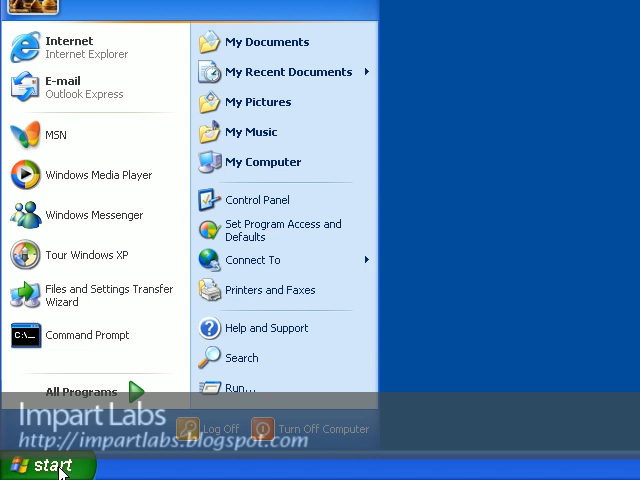 Internet
Internet Explorer
E-mail
Outlook Express
MSN
Windows Media Player
Windows Messenger
Tour Windows XP
Files and Settings Transfer
Wizard
C:\_
Command Prompt
All Programs
My Documents
My Recent Documents
My Pictures
My Music
My Computer
Control Panel
Set Program Access and
Defaults
Connect To
Printers and Faxes
Help and Support
Search
Run...
Log Off
Turn Off Computer
Impart Labs
http://impartlabs.blogspot.com
start